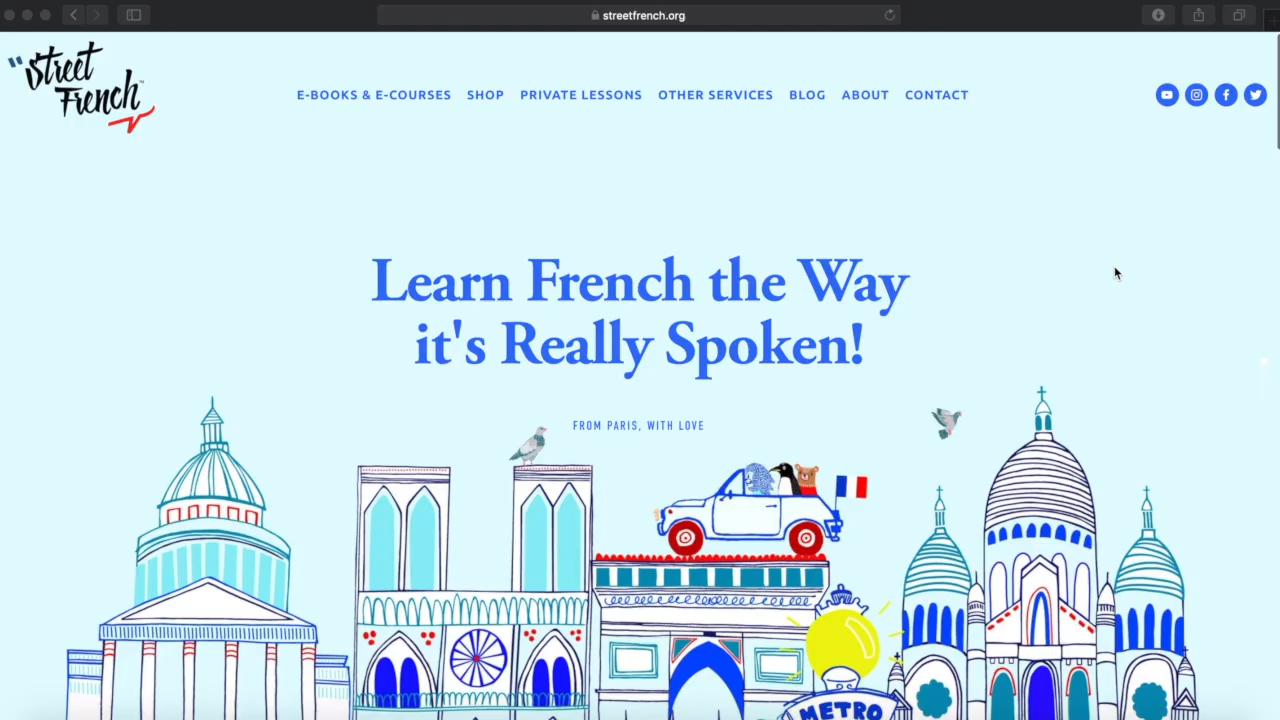 streetfrench.org
"Street
French™
E-BOOKS & E-COURSES SHOP PRIVATE LESSONS OTHER SERVICES BLOG ABOUT CONTACT
Learn French the Way
it's Really Spoken!
FROM PARIS, WITH LOVE
METRO